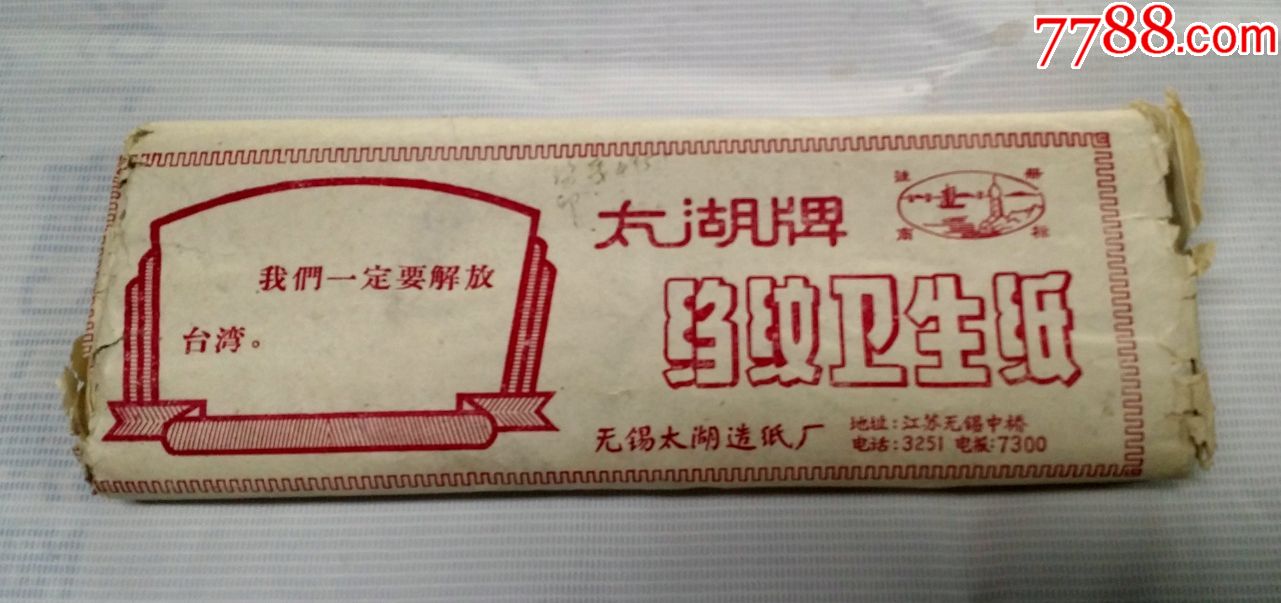 7788.com
注册
商标
太湖牌
绉纹卫生纸
我們一定要解放
台湾。
无锡太湖造纸厂
地址:江苏无锡中桥
电话:3251 电报:7300